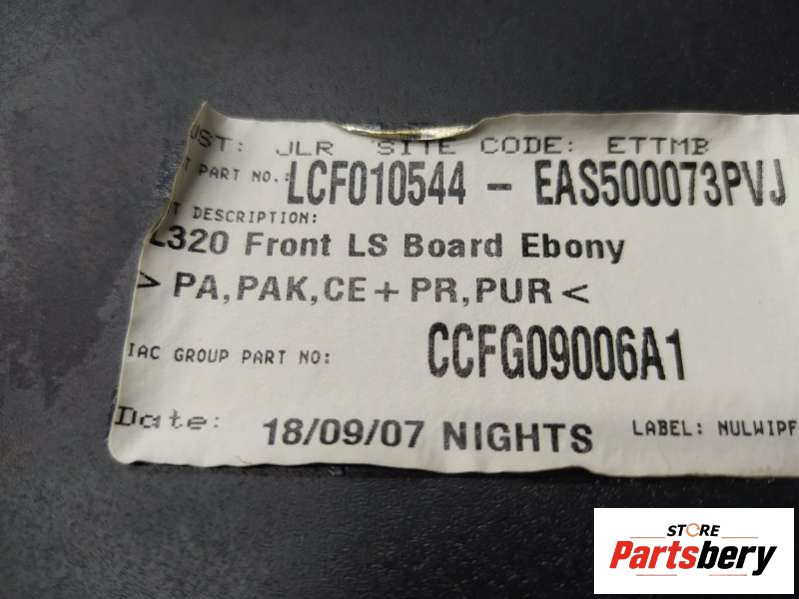 UST: JLR SITE CODE: ETTMB
T PART NO.: LCF010544 - EAS500073PVJ
T DESCRIPTION:
L320 Front LS Board Ebony
> PA,PAK,CE + PR,PUR <
IAC GROUP PART NO: CCFG09006A1
Date: 18/09/07 NIGHTS LABEL: NULWIPF
STORE
Partsbery